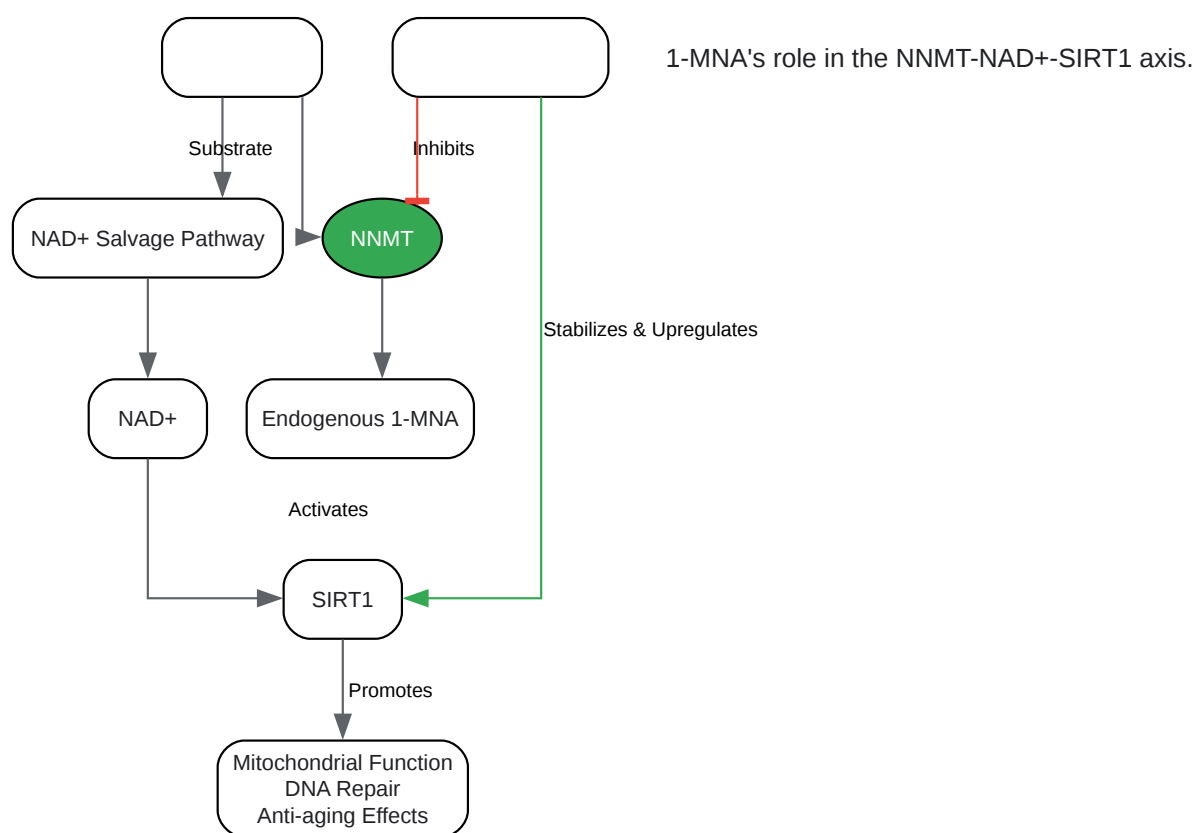 1-MNA's role in the NNMT-NAD+-SIRT1 axis.
Substrate
Inhibits
NAD+ Salvage Pathway
NNMT
Stabilizes & Upregulates
NAD+
Endogenous 1-MNA
Activates
SIRT1
Promotes
Mitochondrial Function
DNA Repair
Anti-aging Effects